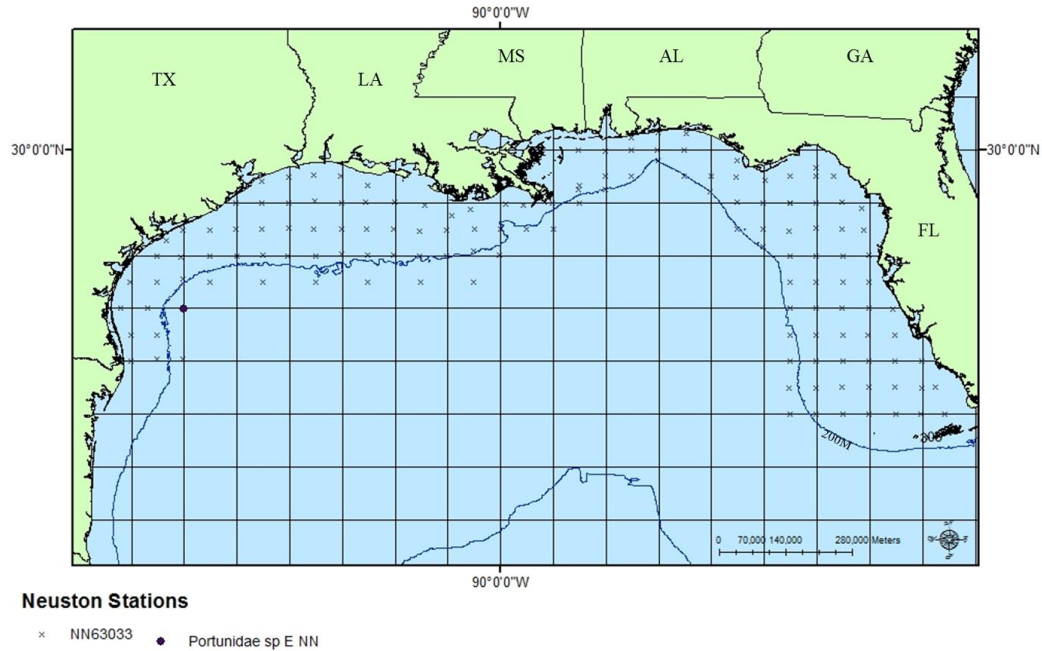 90°0'0"W
TX
LA
MS
AL
GA
30°0'0"N
30°0'0"N
FL
200M
0 70,000 140,000 280,000 Meters
90°0'0"W
Neuston Stations
NN63033
Portunidae sp E NN